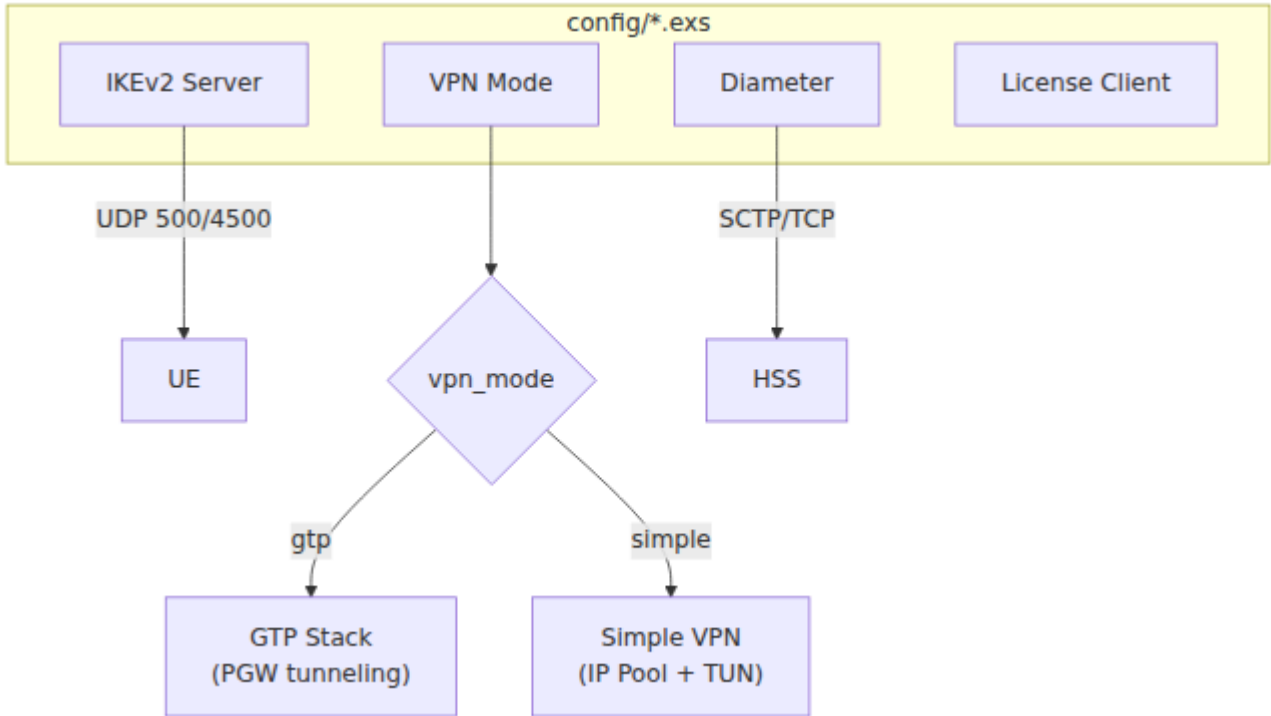 config/*.exs
IKEv2 Server
VPN Mode
Diameter
License Client
UDP 500/4500
SCTP/TCP
UE
vpn_mode
HSS
gtp
simple
GTP Stack
(PGW tunneling)
Simple VPN
(IP Pool + TUN)